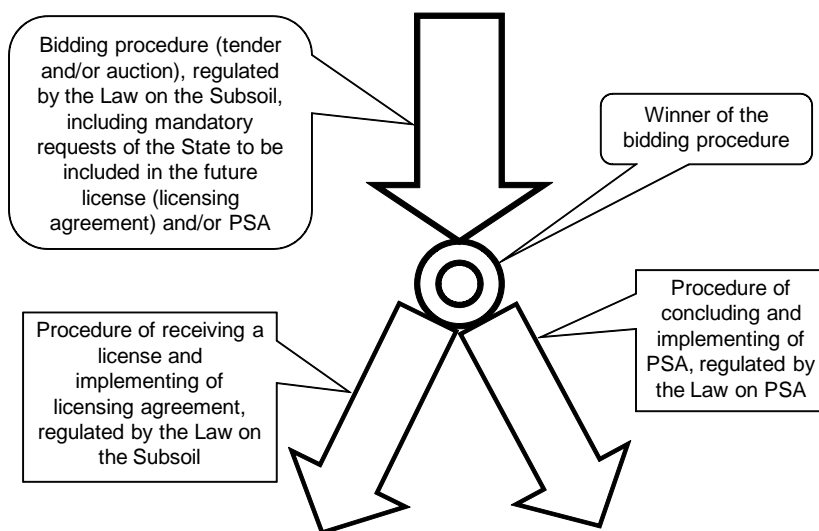 Bidding procedure (tender
and/or auction), regulated
by the Law on the Subsoil,
including mandatory
requests of the State to be
included in the future
license (licensing
agreement) and/or PSA
Winner of the
bidding procedure
Procedure of receiving a
license and
implementing of
licensing agreement,
regulated by the Law on
the Subsoil
Procedure of
concluding and
implementing of
PSA, regulated by
the Law on PSA